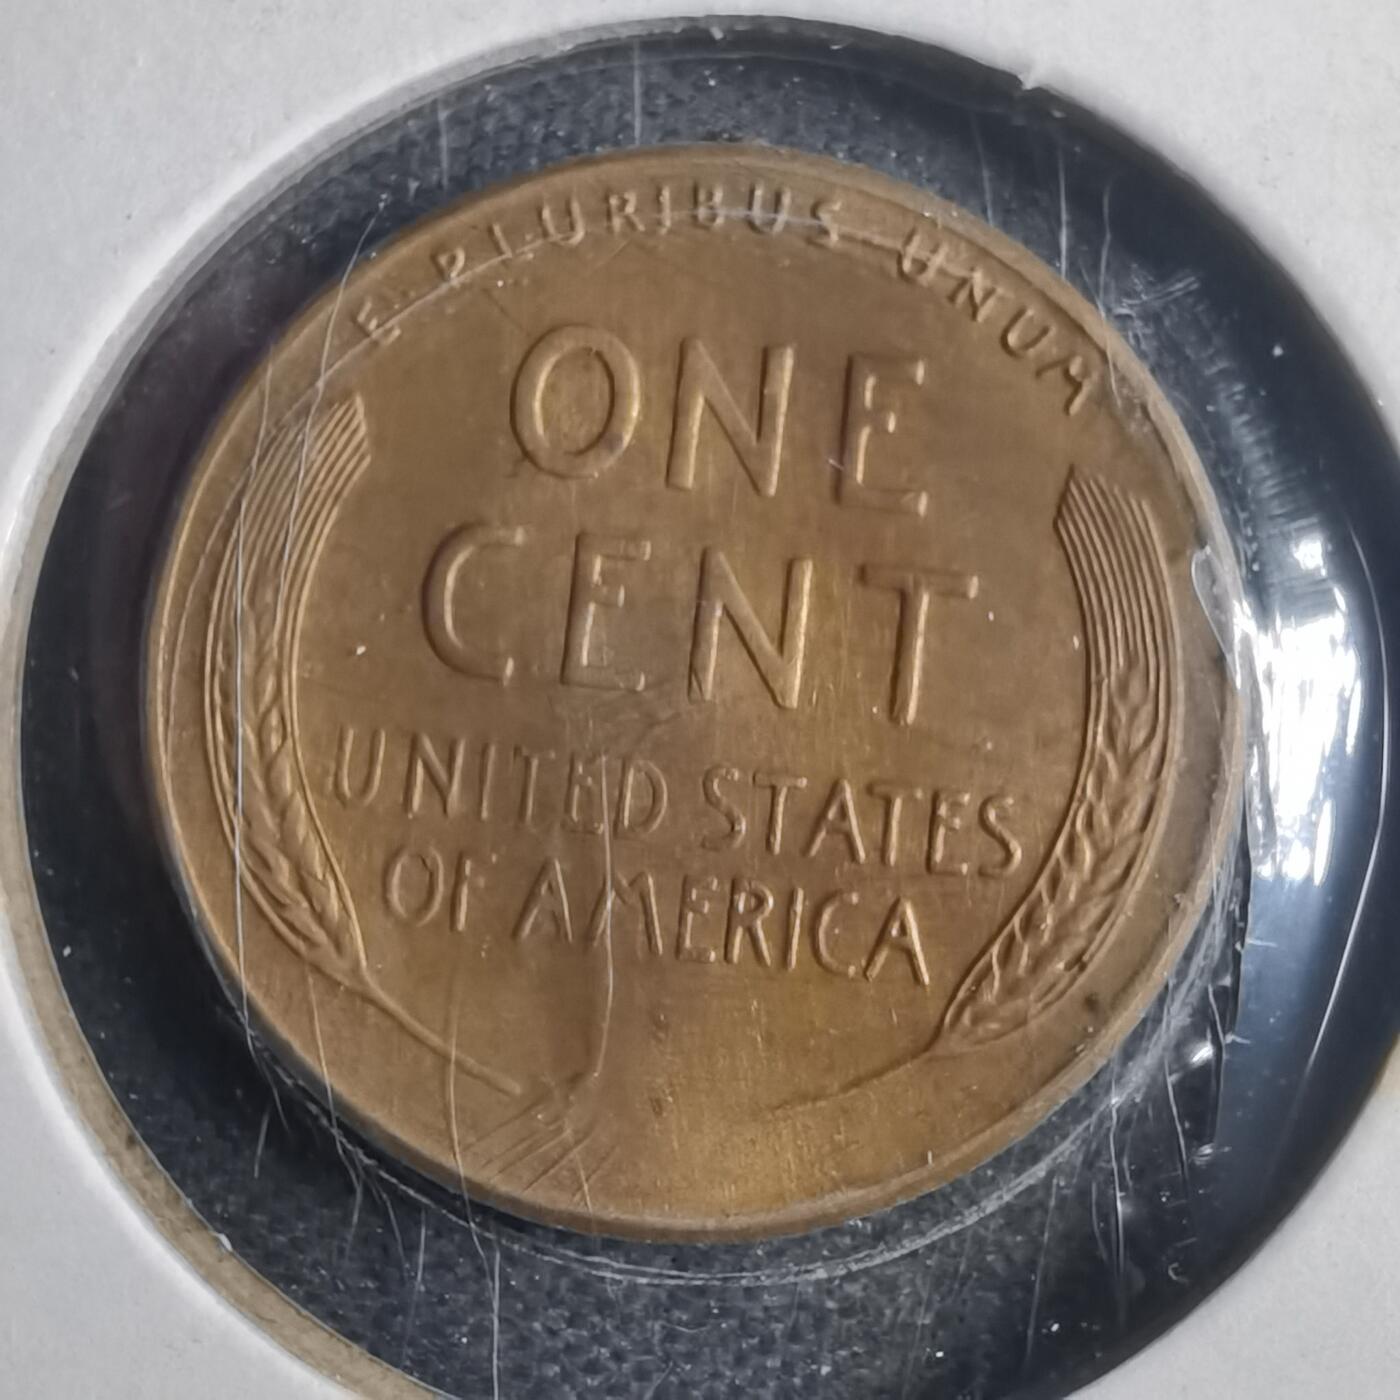 E PLURIBUS UNUM
ONE
CENT
UNITED STATES
OF AMERICA